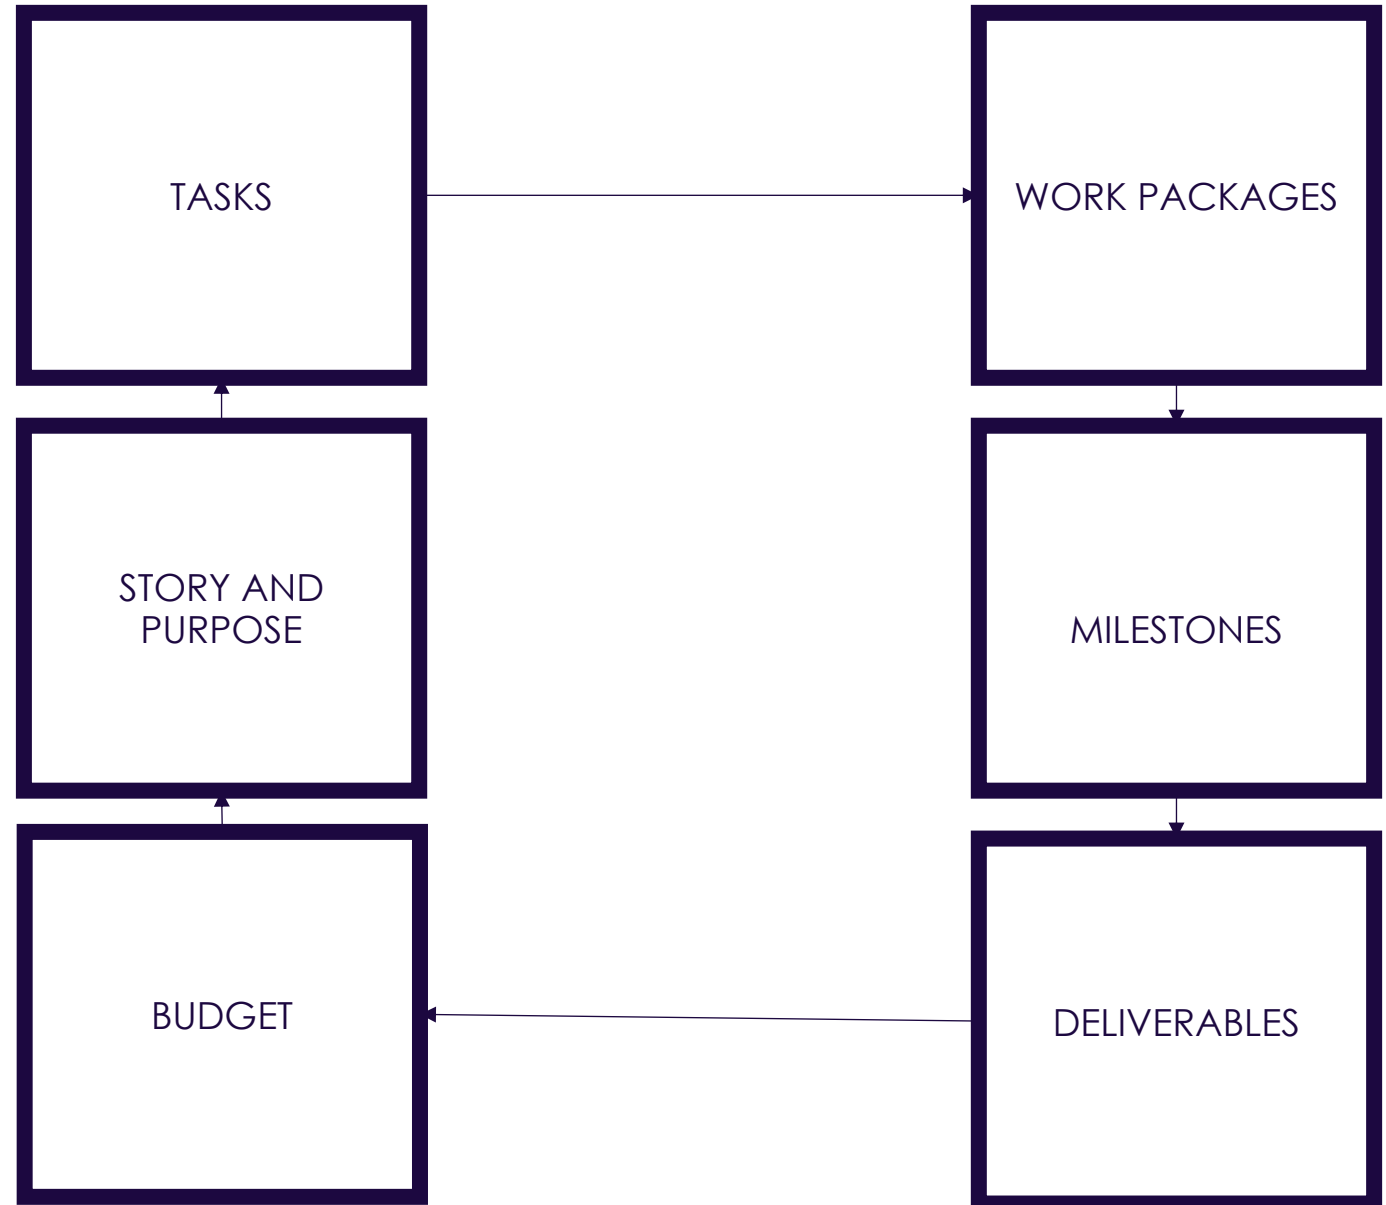 TASKS
WORK PACKAGES
STORY AND
PURPOSE
MILESTONES
BUDGET
DELIVERABLES